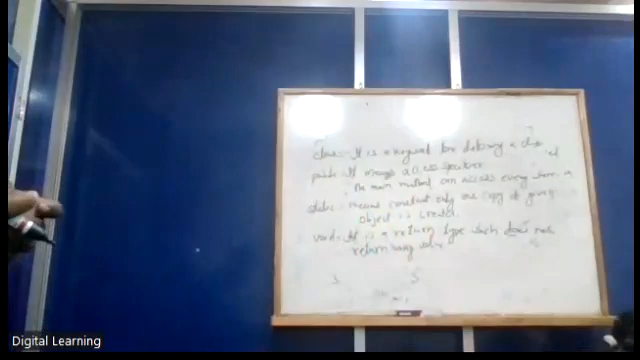 class:- It is a keyword for defining a class
public:- It means access specifier
The main method can access every where
static:- means constant only one copy of given
object is created.
void:- It is a return type which does not
return any value
Digital Learning